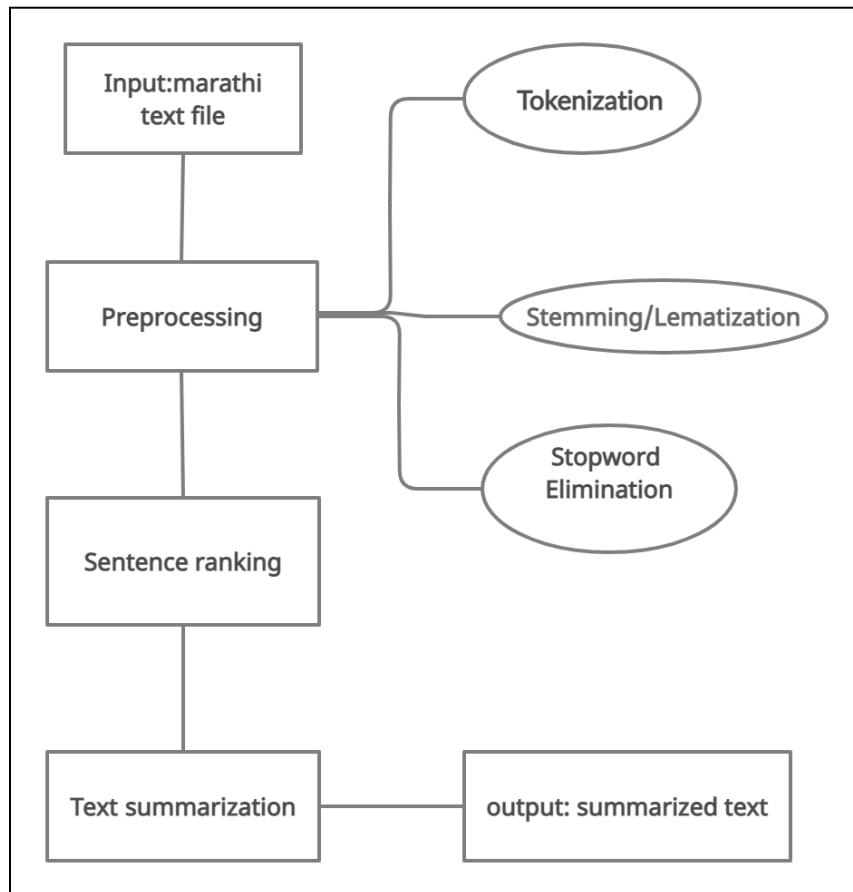 Input:marathi
text file
Tokenization
Preprocessing
Stemming/Lematization
Stopword
Elimination
Sentence ranking
Text summarization
output: summarized text